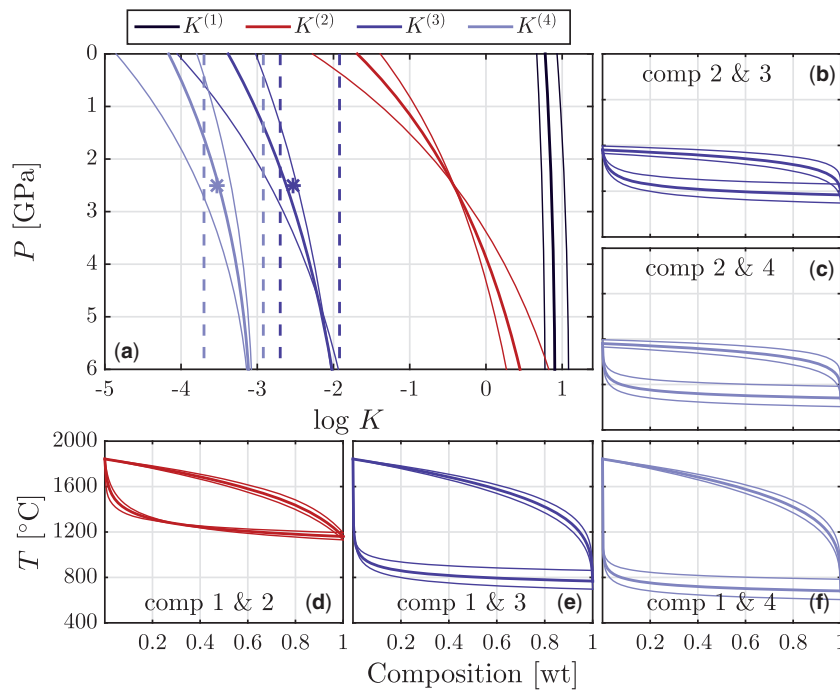 K(1) K(2) K(3) K(4)
0
1
2
3
4
5
6
P [GPa]
(a)
-5 -4 -3 -2 -1 0 1
log K
comp 2 & 3 (b)
comp 2 & 4 (c)
2000
1600
1200
800
400
T [°C]
comp 1 & 2 (d)
comp 1 & 3 (e)
comp 1 & 4 (f)
0.2 0.4 0.6 0.8 1
0.2 0.4 0.6 0.8 1
0.2 0.4 0.6 0.8 1
Composition [wt]